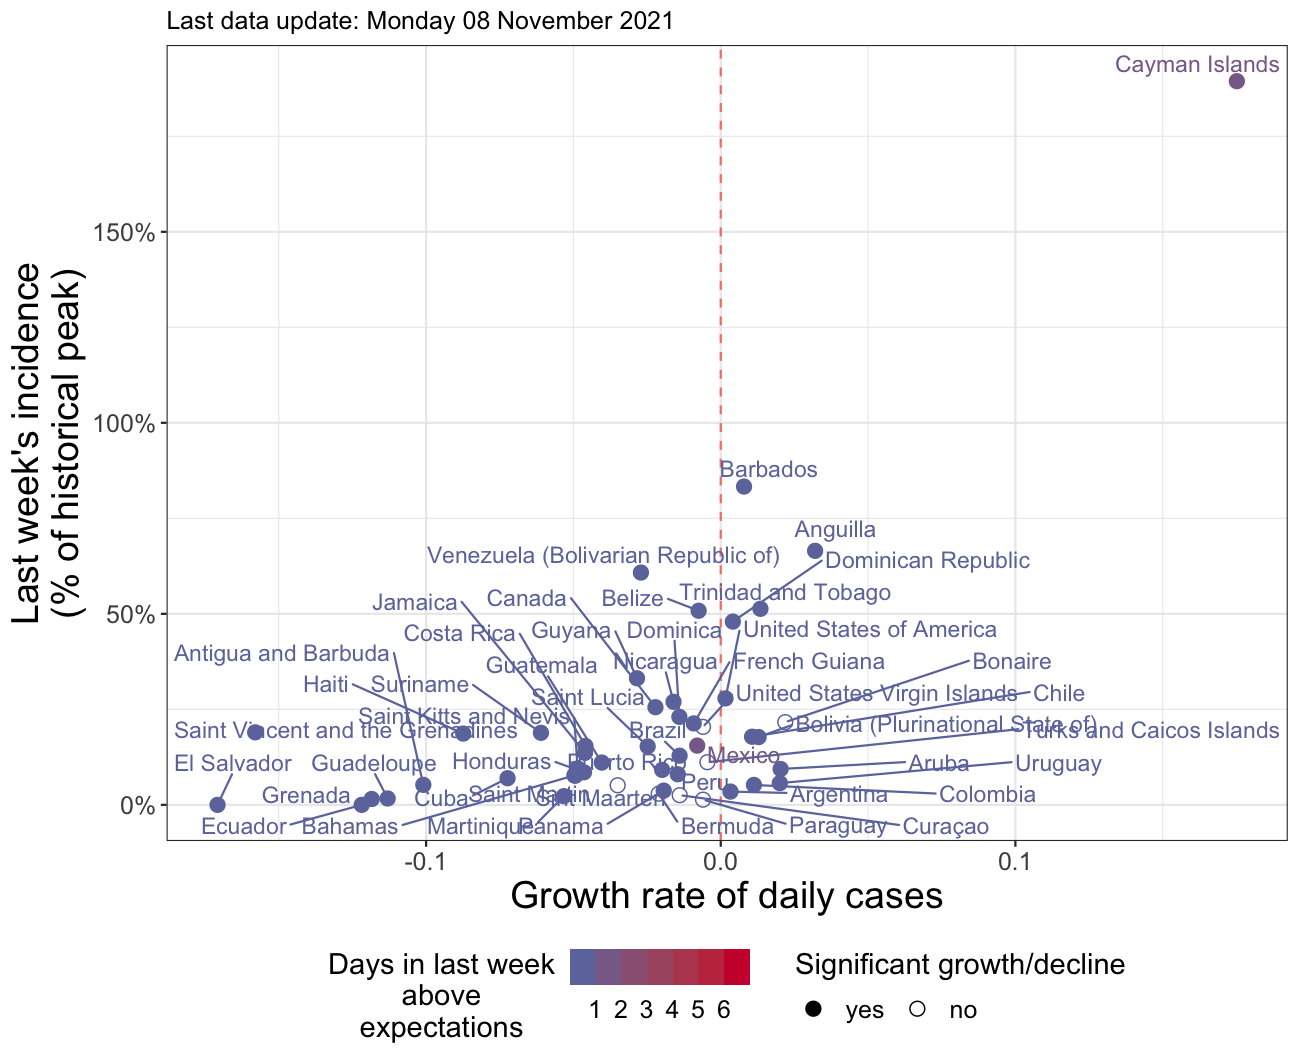 Last data update: Monday 08 November 2021
Cayman Islands
150%
100%
50%
0%
Last week's incidence
(% of historical peak)
Barbados
Anguilla
Venezuela (Bolivarian Republic of)
Dominican Republic
Jamaica
Canada
Belize
Trinidad and Tobago
Costa Rica
Guyana
Dominica
United States of America
Antigua and Barbuda
Guatemala
Nicaragua
French Guiana
Bonaire
Haiti
Suriname
Saint Lucia
United States Virgin Islands
Chile
Saint Kitts and Nevis
Saint Vincent and the Grenadines
Brazil
Bolivia (Plurinational State of)
Turks and Caicos Islands
El Salvador
Guadeloupe
Honduras
Puerto Rico
Mexico
Aruba
Uruguay
Grenada
Cuba
Saint Martin
Sint Maarten
Peru
Argentina
Colombia
Ecuador
Bahamas
Martinique
Panama
Bermuda
Paraguay
Curaçao
-0.1
0.0
0.1
Growth rate of daily cases
Days in last week
above
expectations
1 2 3 4 5 6
Significant growth/decline
yes
no